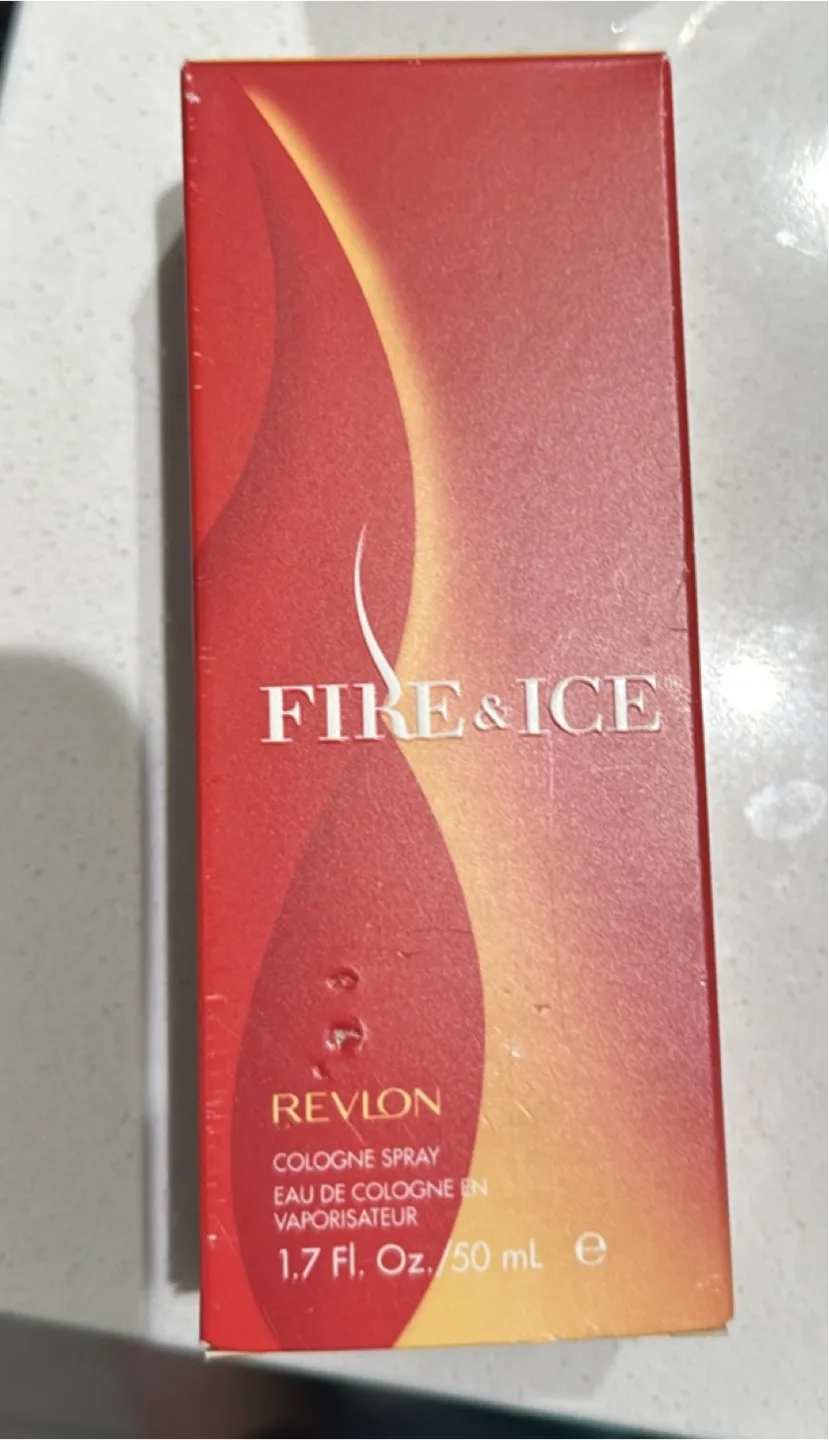 FIRE & ICE
REVLON
COLOGNE SPRAY
EAU DE COLOGNE EN
VAPORISATEUR
1.7 Fl. Oz./50 mL ℮